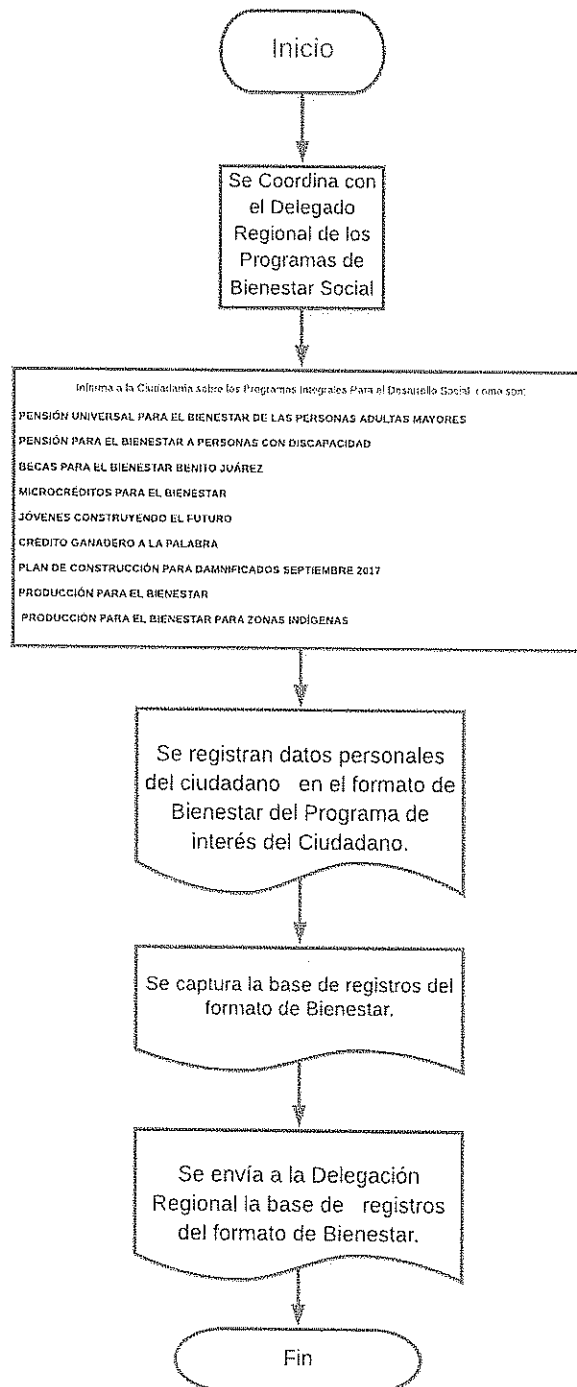 Inicio
Se Coordina con
el Delegado
Regional de los
Programas de
Bienestar Social
Informa a la Ciudadanía sobre los Programas Integrales Para el Desarrollo Social, como son:
PENSIÓN UNIVERSAL PARA EL BIENESTAR DE LAS PERSONAS ADULTAS MAYORES
PENSIÓN PARA EL BIENESTAR A PERSONAS CON DISCAPACIDAD
BECAS PARA EL BIENESTAR BENITO JUÁREZ
MICROCRÉDITOS PARA EL BIENESTAR
JÓVENES CONSTRUYENDO EL FUTURO
CRÉDITO GANADERO A LA PALABRA
PLAN DE CONSTRUCCIÓN PARA DAMNIFICADOS SEPTIEMBRE 2017
PRODUCCIÓN PARA EL BIENESTAR
PRODUCCIÓN PARA EL BIENESTAR PARA ZONAS INDÍGENAS
Se registran datos personales
del ciudadano en el formato de
Bienestar del Programa de
interés del Ciudadano.
Se captura la base de registros del
formato de Bienestar.
Se envía a la Delegación
Regional la base de registros
del formato de Bienestar.
Fin